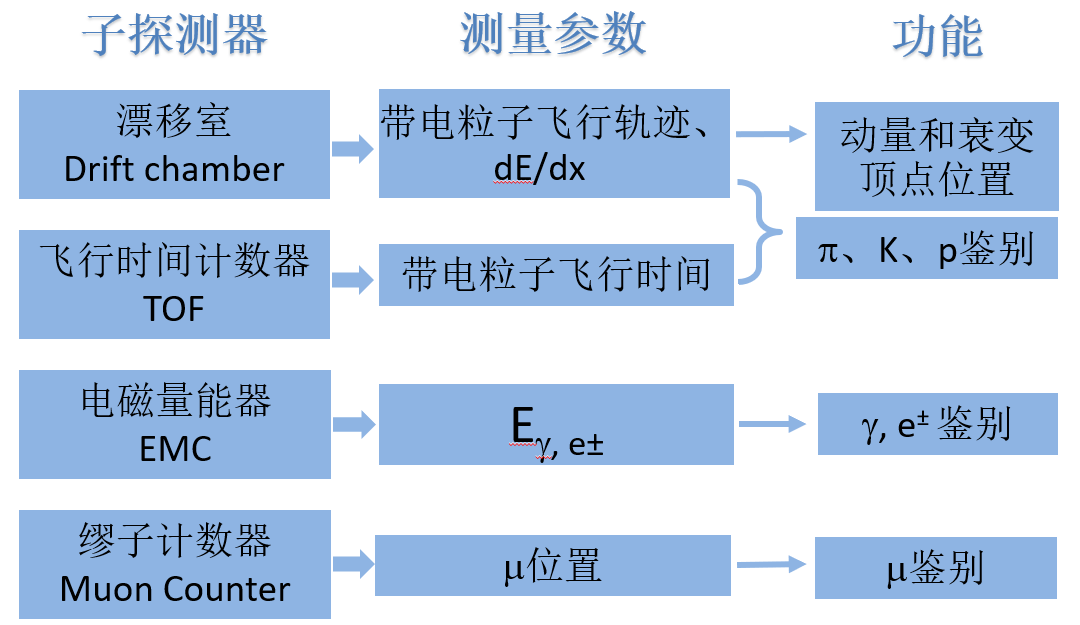 子探测器
测量参数
功能
漂移室
Drift chamber
带电粒子飞行轨迹、
dE/dx
动量和衰变
顶点位置
飞行时间计数器
TOF
带电粒子飞行时间
π、K、p鉴别
电磁量能器
EMC
Eγ, e±
γ, e± 鉴别
缪子计数器
Muon Counter
μ位置
μ鉴别